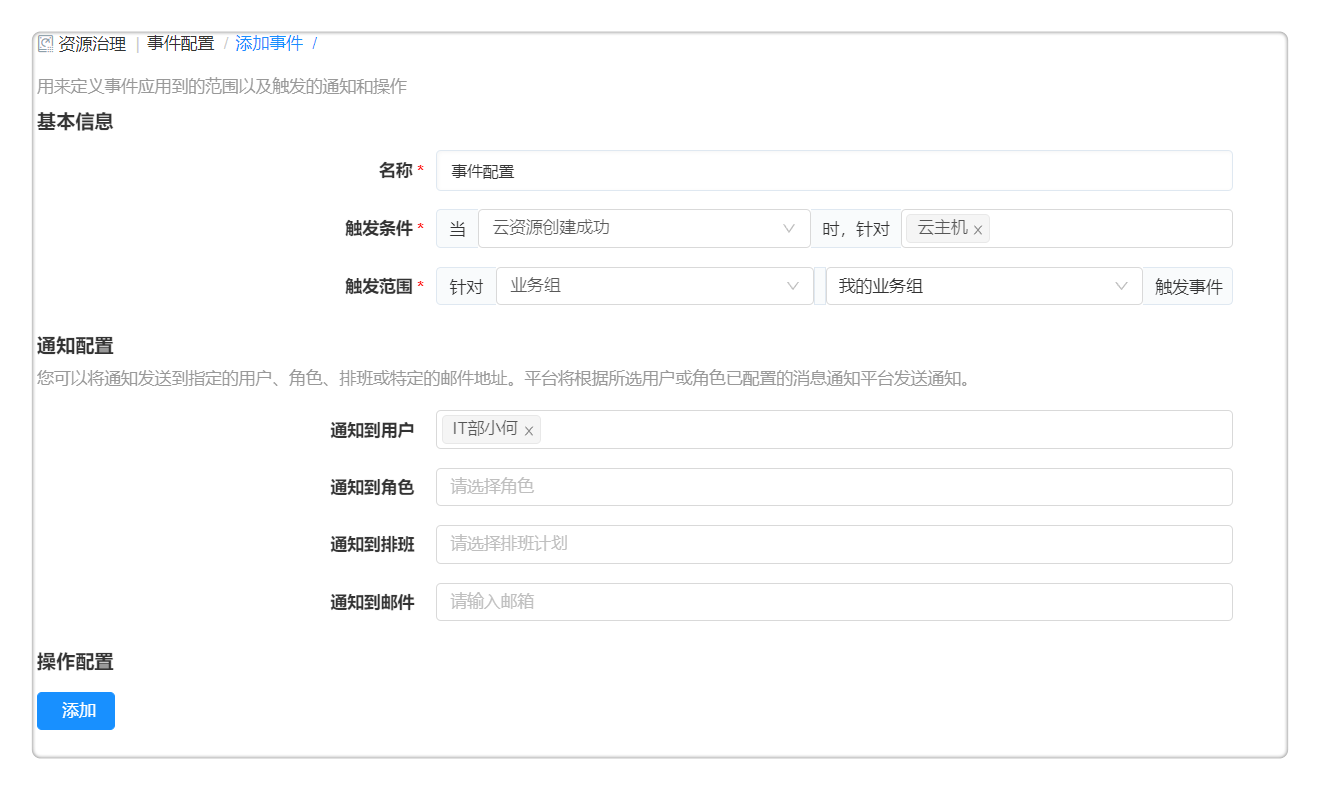 资源治理 | 事件配置 / 添加事件 /
用来定义事件应用到的范围以及触发的通知和操作
基本信息
名称 * 事件配置
触发条件 * 当 云资源创建成功 时，针对 云主机 x
触发范围 * 针对 业务组 我的业务组 触发事件
通知配置
您可以将通知发送到指定的用户、角色、排班或特定的邮件地址。平台将根据所选用户或角色已配置的消息通知平台发送通知。
通知到用户 IT部小何 x
通知到角色 请选择角色
通知到排班 请选择排班计划
通知到邮件 请输入邮箱
操作配置
添加